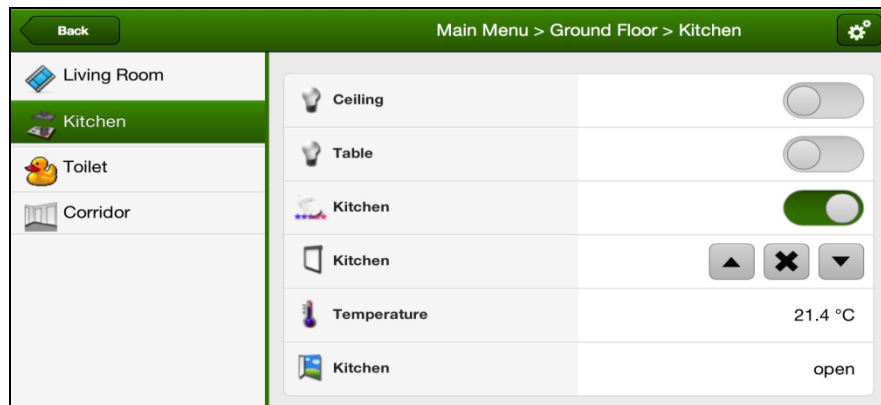 Back
Main Menu > Ground Floor > Kitchen
Living Room
Kitchen
Toilet
Corridor
Ceiling
Table
Kitchen
Kitchen
Temperature 21.4 °C
Kitchen open